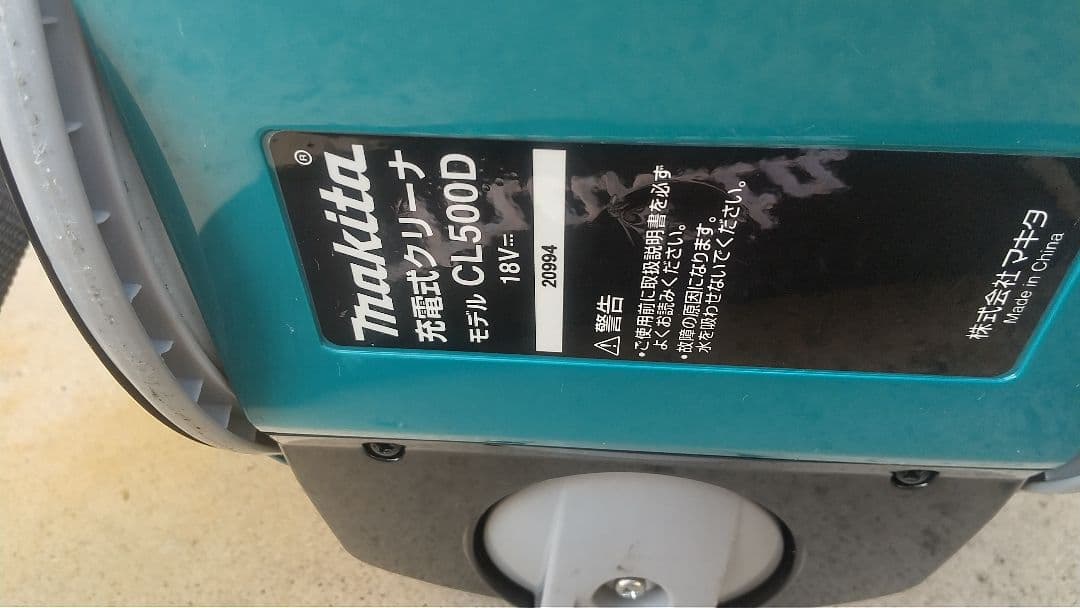 makita®
充電式クリーナ
モデル CL500D
18V⎓
20994
⚠警告
・ご使用前に取扱説明書を必ず
よくお読みください。
・故障の原因になります。
水を吸わせないでください。
株式会社マキタ
Made in China